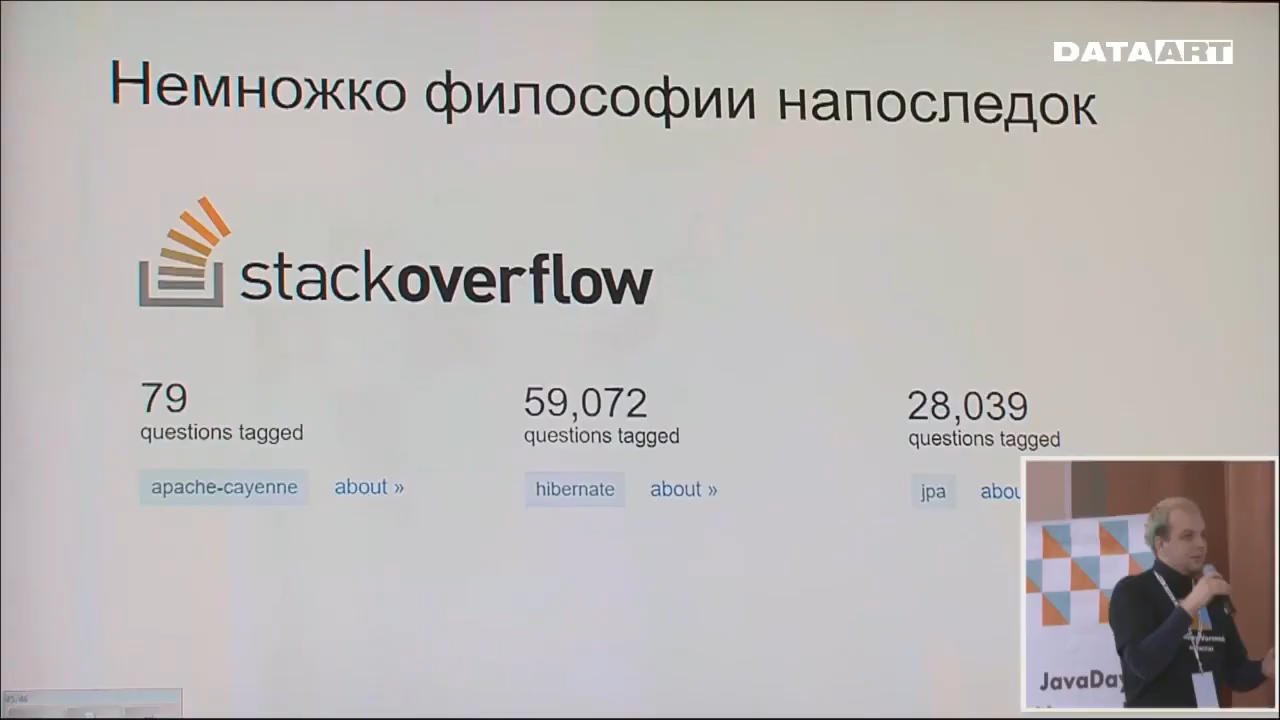 DATAART
Немножко философии напоследок
stackoverflow
79
questions tagged
apache-cayenne about »
59,072
questions tagged
hibernate about »
28,039
questions tagged
jpa abou
JavaDay